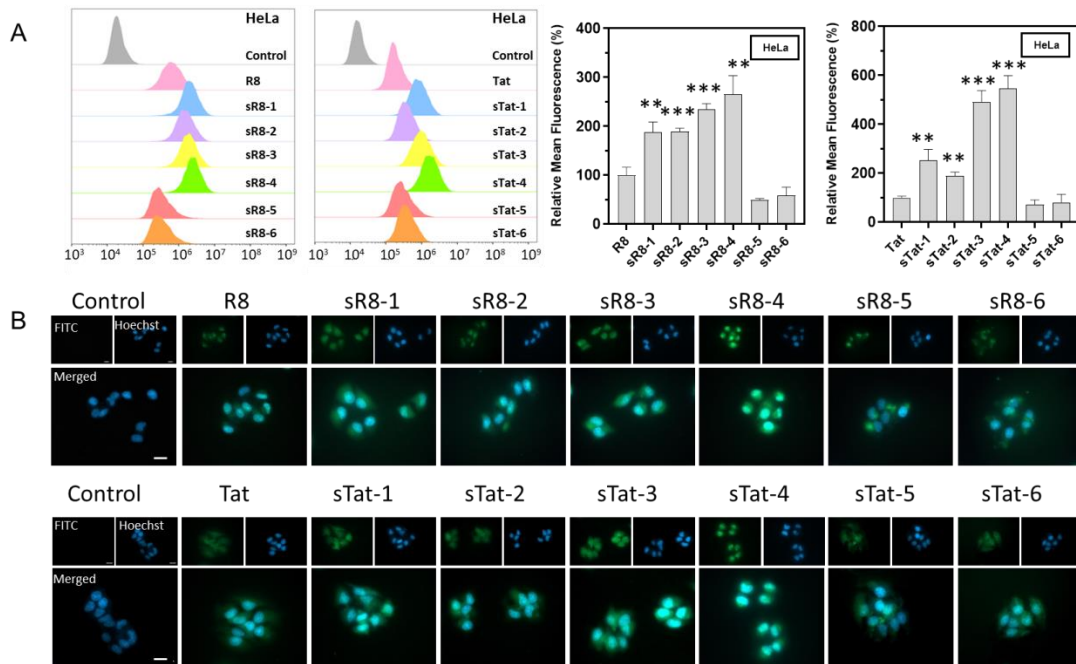 A
HeLa
Control
R8
sR8-1
sR8-2
sR8-3
sR8-4
sR8-5
sR8-6
10³ 10⁴ 10⁵ 10⁶ 10⁷ 10⁸ 10⁹
HeLa
Control
Tat
sTat-1
sTat-2
sTat-3
sTat-4
sTat-5
sTat-6
10³ 10⁴ 10⁵ 10⁶ 10⁷ 10⁸ 10⁹
Relative Mean Fluorescence (%)
400
300
200
100
0
HeLa
** *** *** **
R8 sR8-1 sR8-2 sR8-3 sR8-4 sR8-5 sR8-6
Relative Mean Fluorescence (%)
800
600
400
200
0
HeLa
** ** *** ***
Tat sTat-1 sTat-2 sTat-3 sTat-4 sTat-5 sTat-6
B
Control R8 sR8-1 sR8-2 sR8-3 sR8-4 sR8-5 sR8-6
FITC Hoechst
Merged
Control Tat sTat-1 sTat-2 sTat-3 sTat-4 sTat-5 sTat-6
FITC Hoechst
Merged